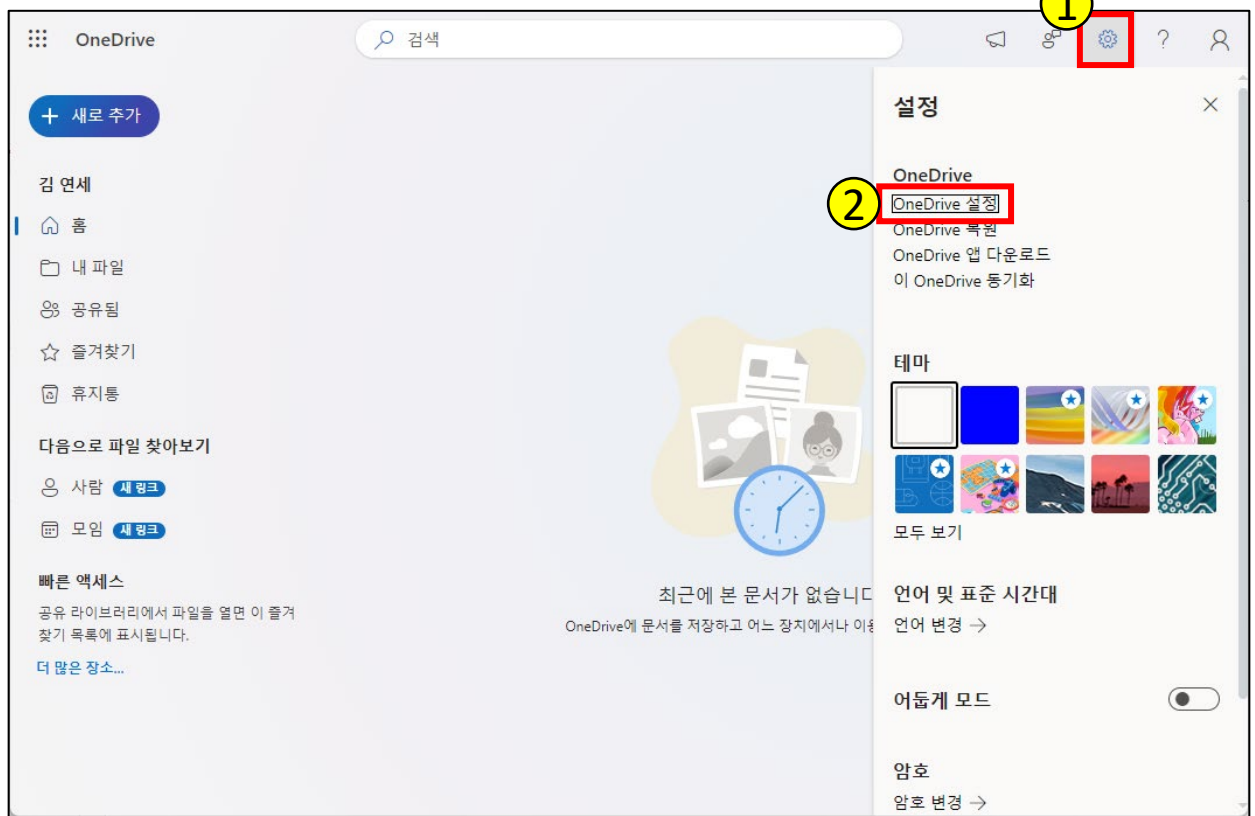 1
OneDrive
검색
?
+ 새로 추가
김 연세
홈
내 파일
공유됨
즐겨찾기
휴지통
다음으로 파일 찾아보기
사람 새 링크
모임 새 링크
빠른 액세스
공유 라이브러리에서 파일을 열면 이 즐겨
찾기 목록에 표시됩니다.
더 많은 장소...
최근에 본 문서가 없습니다
OneDrive에 문서를 저장하고 어느 장치에서나
설정
OneDrive
2
OneDrive 설정
OneDrive 복원
OneDrive 앱 다운로드
이 OneDrive 동기화
테마
모두 보기
언어 및 표준 시간대
언어 변경 →
어둡게 모드
암호
암호 변경 →